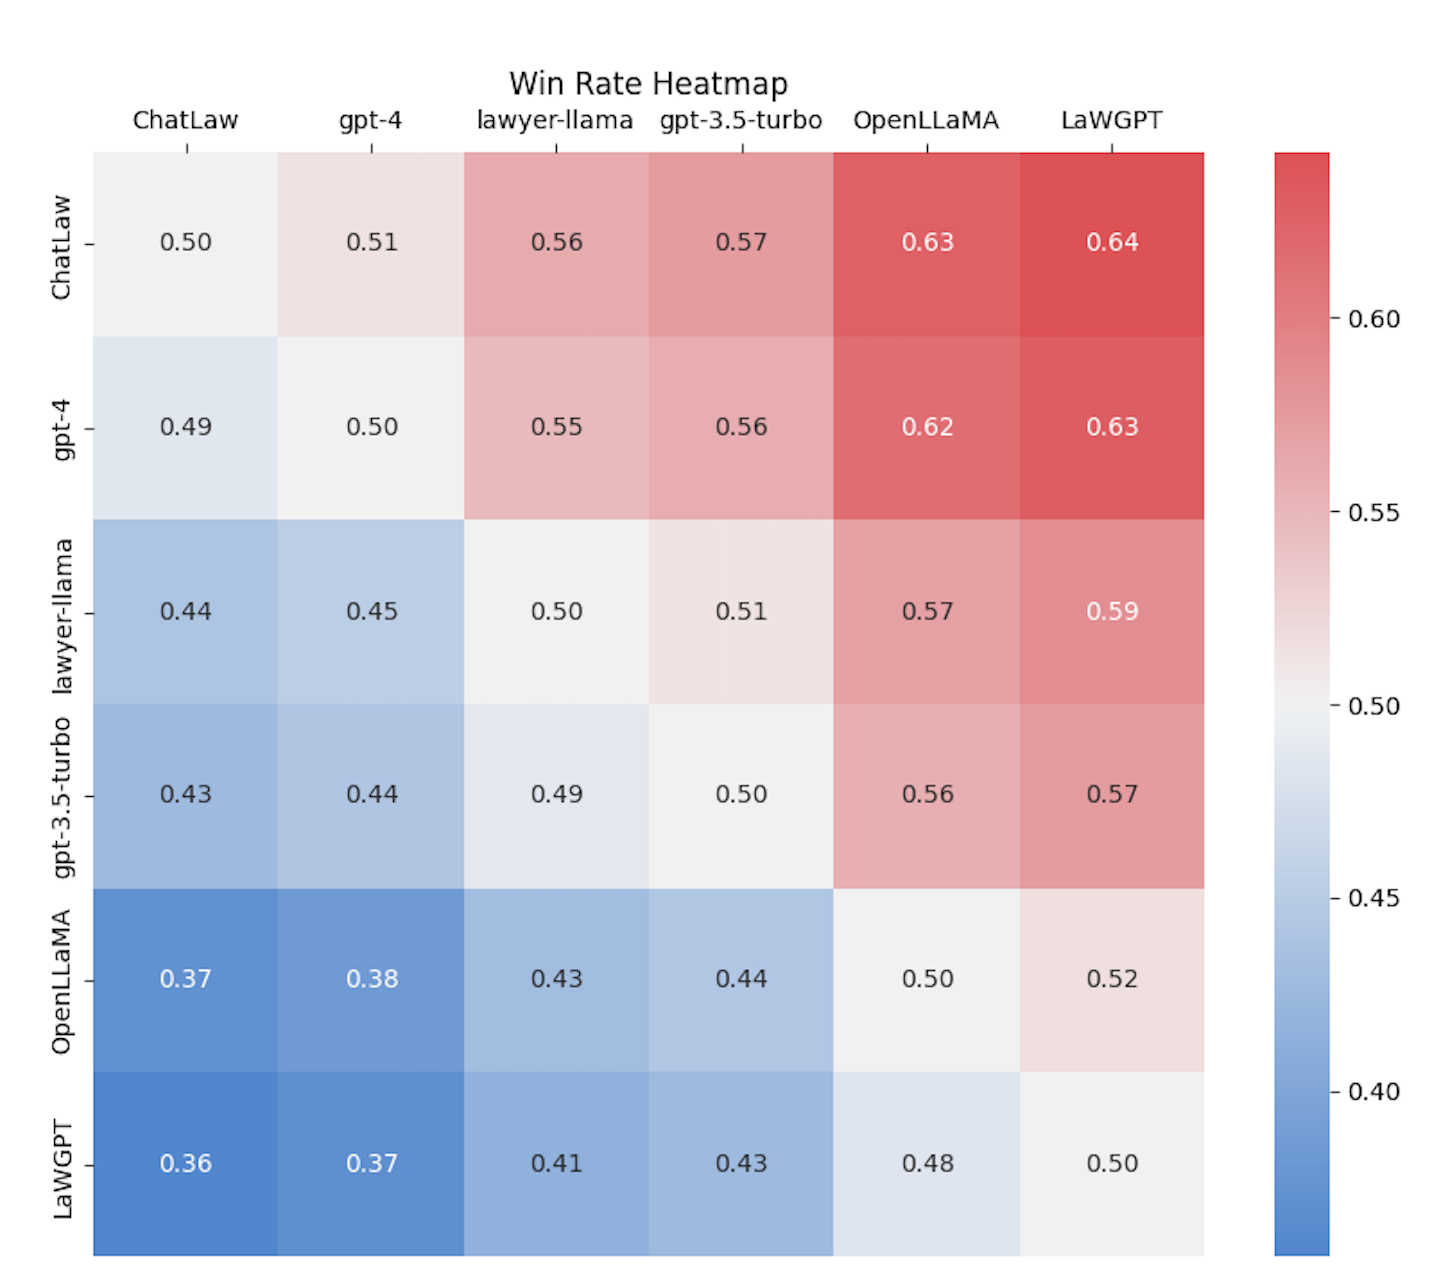 Win Rate Heatmap
ChatLaw gpt-4 lawyer-llama gpt-3.5-turbo OpenLLaMA LaWGPT
ChatLaw 0.50 0.51 0.56 0.57 0.63 0.64
gpt-4 0.49 0.50 0.55 0.56 0.62 0.63
lawyer-llama 0.44 0.45 0.50 0.51 0.57 0.59
gpt-3.5-turbo 0.43 0.44 0.49 0.50 0.56 0.57
OpenLLaMA 0.37 0.38 0.43 0.44 0.50 0.52
LaWGPT 0.36 0.37 0.41 0.43 0.48 0.50
0.60
0.55
0.50
0.45
0.40